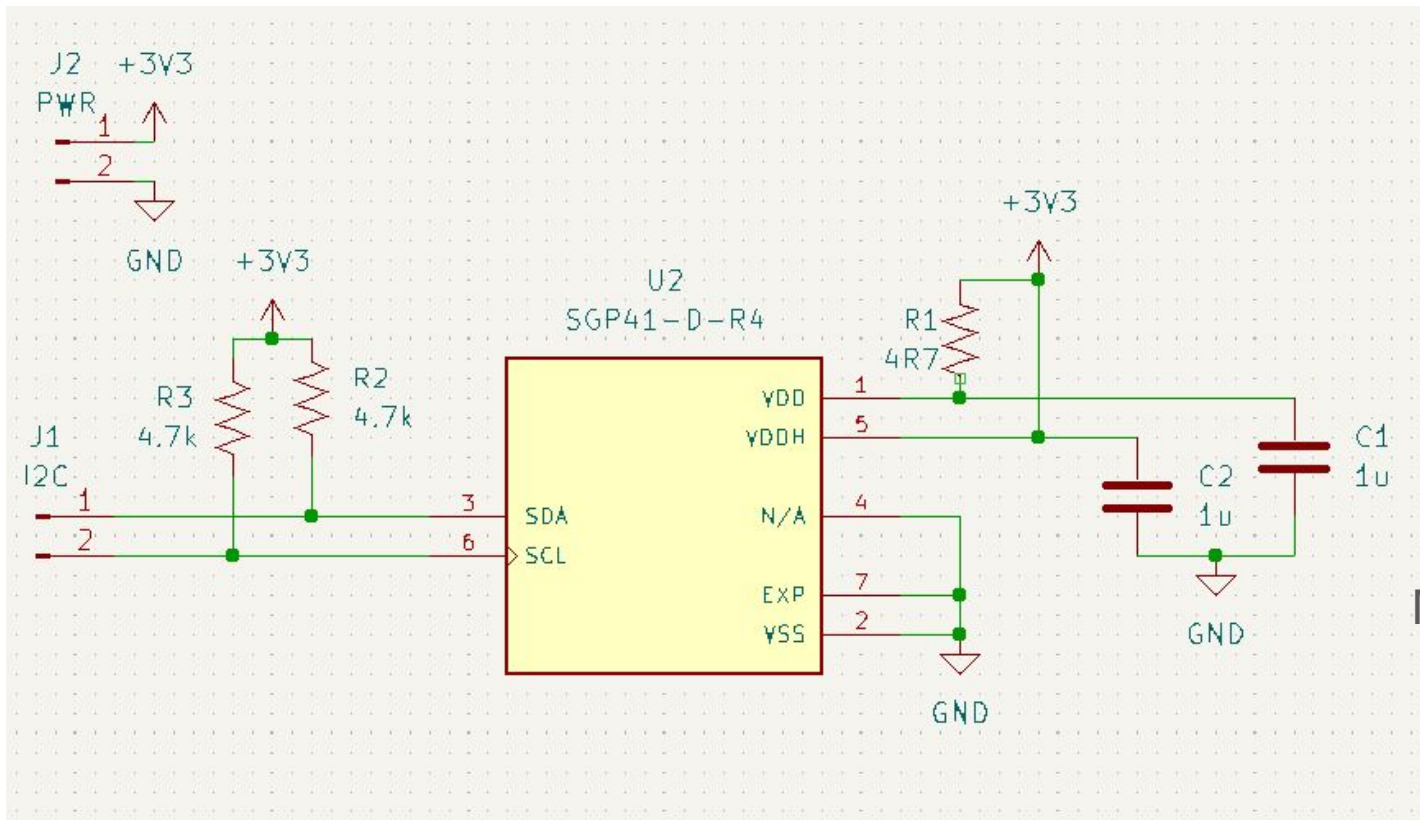 J2 +3V3
PWR
1
2
GND
+3V3
+3V3
U2
SGP41-D-R4
R1
4R7
R3
4.7k
R2
4.7k
J1
I2C
1
2
3
SDA
6
SCL
VDD
1
VDDH
5
N/A
4
EXP
7
VSS
2
C1
1u
C2
1u
GND
GND